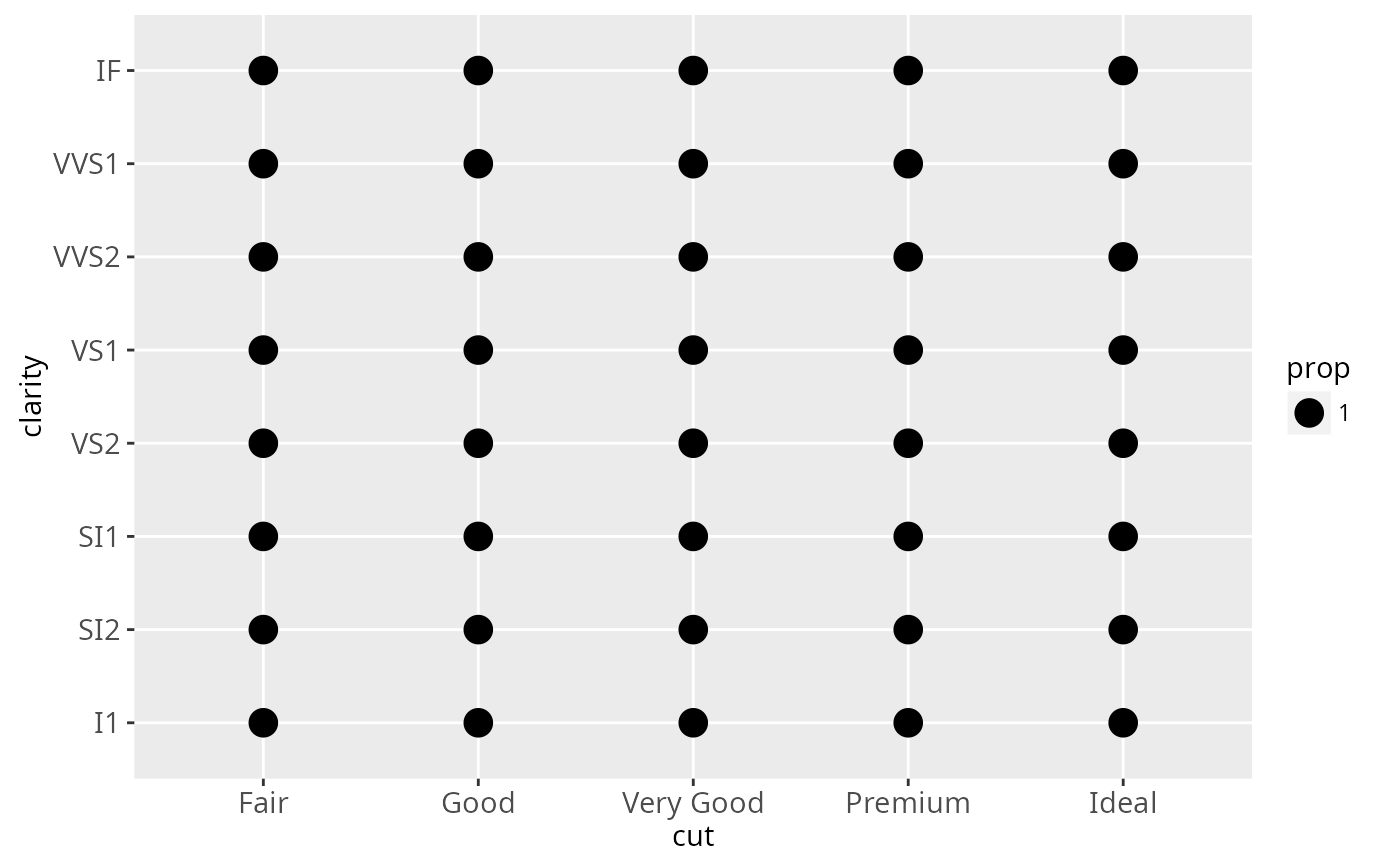 IF
VVS1
VVS2
VS1
VS2
SI1
SI2
I1
clarity
Fair Good Very Good Premium Ideal
cut
prop
1